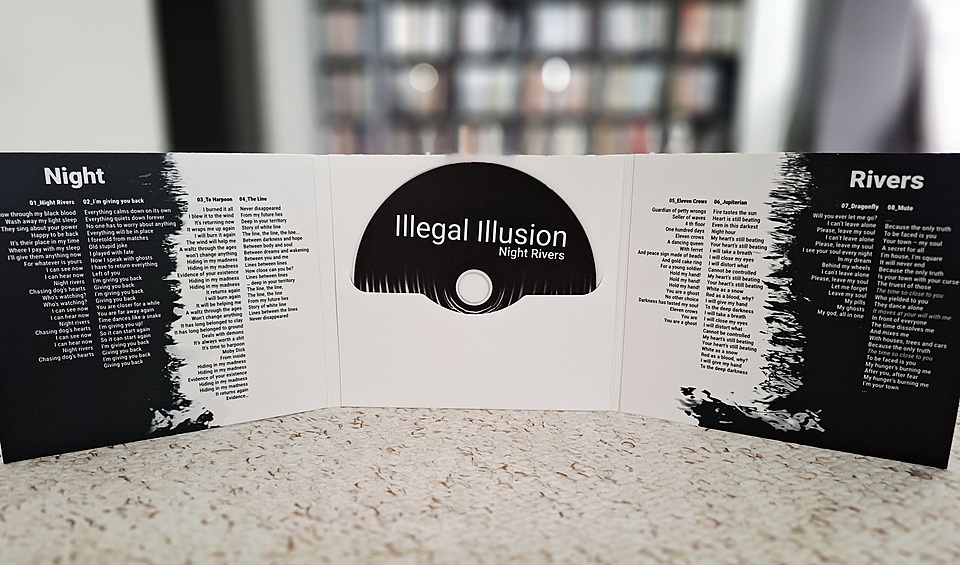 Night
01_Night Rivers
ow through my black blood
Wash away my light sleep
They sing about your power
Happy to be back
It's their place in my time
Where I pay with my sleep
I'll give them anything now
For whatever is yours
I can see now
I can hear now
Night rivers
Chasing dog's hearts
Who's watching?
Who's watching?
I can see now
I can hear now
Night rivers
Chasing dog's hearts
I can see now
I can hear now
Night rivers
Chasing dog's hearts
02_I'm giving you back
Everything calms down on its own
Everything quiets down forever
No one has to worry about anything
Everything will be in place
I foretold from matches
Old stupid joke
I played with fate
Now I speak with ghosts
I have to return everything
Left of you
I'm giving you back
I'm giving you back
Giving you back
Giving you back
You are closer for a while
You are far away again
Time dances like a snake
I'm giving you up!
So it can start again
So it can start again
I'm giving you back
Giving you back
I'm giving you back
Giving you back
03_To Harpoon
I burned it all
I blew it to the wind
It's returning now
It wraps me up again
I will burn it again
The wind will help me
A waltz through the ages
won't change anything
Hiding in my madness
Hiding in my madness
Evidence of your existence
Hiding in my madness
Hiding in my madness
It returns again
I will burn again
It will be helping me
A waltz through the ages
Won't change anything
It has long belonged to clay
It has long belonged to ground
Deals with demons
It's always worth a shit
It's time to harpoon
Moby Dick
From inside
Hiding in my madness
Hiding in my madness
Evidence of your existence
Hiding in my madness
Hiding in my madness
It returns again
Evidence...
04_The Line
Never disappeared
From my future lies
Deep in your territory
Story of white line
The line, the line, the line...
Between darkness and hope
Between body and soul
Between dreams and awakening
Between you and me
Lines between lines
How close can you be?
Lines between lines
... deep in your territory
The line, the line,
The line, the line,
Story from my future lies
Story of white line
Lines between the lines
Never disappeared
Illegal Illusion
Night Rivers
05_Eleven Crows
Guardian of petty wrongs
Seller of waves
4 th floor
One hundred days
Eleven crows
A dancing queen
With ferret
And peace sign made of beads
And gold cake ring
For a young soldier
Hold my hand!
Hold my hand!
Hold my hand!
You are a ghost
No other choice
Darkness has tasted my soul
Eleven crows
You are
You are a ghost
06_Jupiterian
Fire tastes the sun
Heart is still beating
Even in this darkest
Night hour
My heart's still beating
Your heart's still beating
I will take a breath
I will close my eyes
I will distort what
Cannot be controlled
My heart's still beating
Your heart's still beating
White as a snow
Red as a blood, why?
I will give my hand
To the deep darkness
I will take a breath
I will close my eyes
I will distort what
Cannot be controlled
My heart's still beating
Your heart's still beating
White as a snow
Red as a blood, why?
I will give my hand
To the deep darkness
Rivers
07_Dragonfly
Will you ever let me go?
I can't leave alone
Please, leave my soul
I can't leave alone
Please, leave my soul
I see your soul every night
In my dream
Behind my wheels
I can't leave alone
Please, leave my soul
Let me forget
Leave my soul
My pills
My ghosts
My god, all in one
08_Mute
...
Because the only truth
To be faced is you
Your town – my soul
A secret for all
I'm house, I'm square
It will never end
Because the only truth
Is your town with your curse
The truest of those
The time so close to you
Who yielded to you
They dance alone
It moves at your will with me
In front of everyone
The time dissolves me
And mixes me
With houses, trees and cars
Because the only truth
The time so close to you
To be faced is you
My hunger's burning me
After you, after fear
My hunger's burning me
I'm your town
...